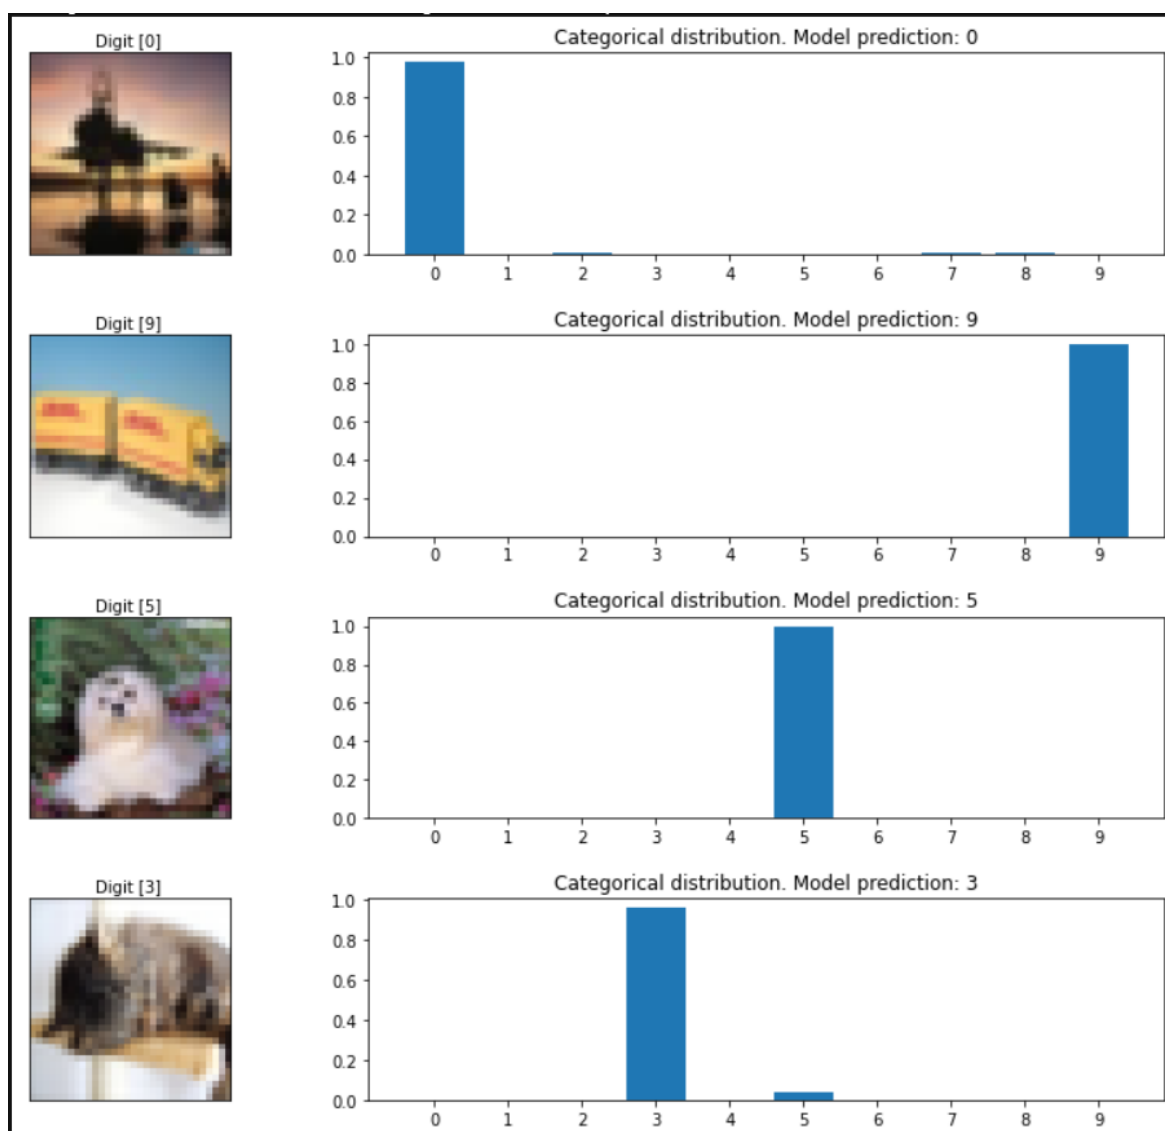 Digit [0]
Categorical distribution. Model prediction: 0
1.0
0.8
0.6
0.4
0.2
0.0
0 1 2 3 4 5 6 7 8 9
Digit [9]
Categorical distribution. Model prediction: 9
1.0
0.8
0.6
0.4
0.2
0.0
0 1 2 3 4 5 6 7 8 9
Digit [5]
Categorical distribution. Model prediction: 5
1.0
0.8
0.6
0.4
0.2
0.0
0 1 2 3 4 5 6 7 8 9
Digit [3]
Categorical distribution. Model prediction: 3
1.0
0.8
0.6
0.4
0.2
0.0
0 1 2 3 4 5 6 7 8 9